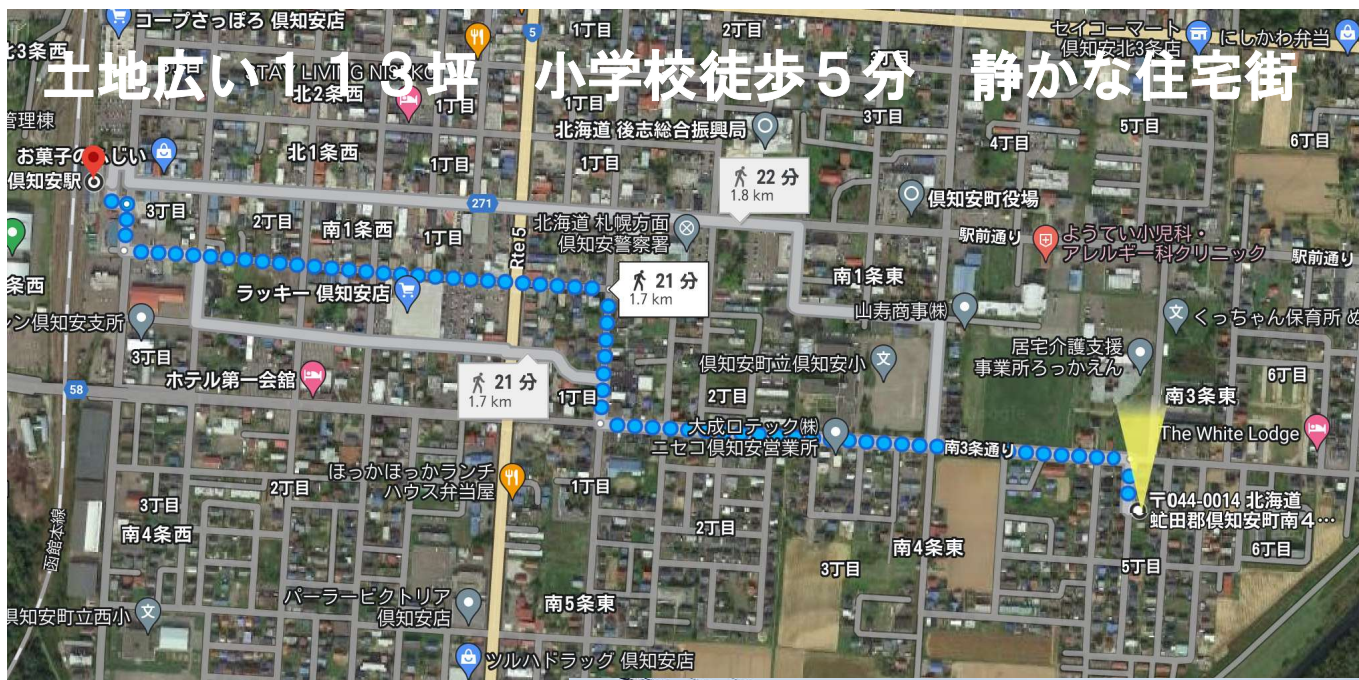 コープさっぽろ 倶知安店
5
1丁目
2丁目
セイコーマート
倶知安北3条店
にしかわ弁当
北3条西
土地広い１１３坪　小学校徒歩５分　静かな住宅街
STAY LIVING NISEKO
北2条西
1丁目
1丁目
3丁目
5丁目
管理棟
北海道 後志総合振興局
4丁目
6丁目
お菓子のふじい
北1条西
1丁目
1丁目
倶知安駅
22 分
1.8 km
倶知安町役場
3丁目
2丁目
南1条西
1丁目
271
北海道 札幌方面
倶知安警察署
駅前通り
ようてい小児科・
アレルギー科クリニック
駅前通り
Rte 5
条西
ラッキー 倶知安店
21 分
1.7 km
南1条東
山寿商事㈱
くっちゃん保育所 ぬ
ン倶知安支所
3丁目
倶知安町立倶知安小
居宅介護支援
事業所ろっかえん
ホテル第一会舘
21 分
1.7 km
58
1丁目
2丁目
6丁目
南3条東
大成ロテック㈱
ニセコ倶知安営業所
南3条通り
The White Lodge
ほっかほっかランチ
ハウス弁当屋
2丁目
1丁目
3丁目
〒044-0014 北海道
虻田郡倶知安町南４…
函館本線
南4条西
2丁目
南4条東
6丁目
3丁目
5丁目
パーラービクトリア
倶知安店
南5条東
倶知安町立西小
ツルハドラッグ 倶知安店